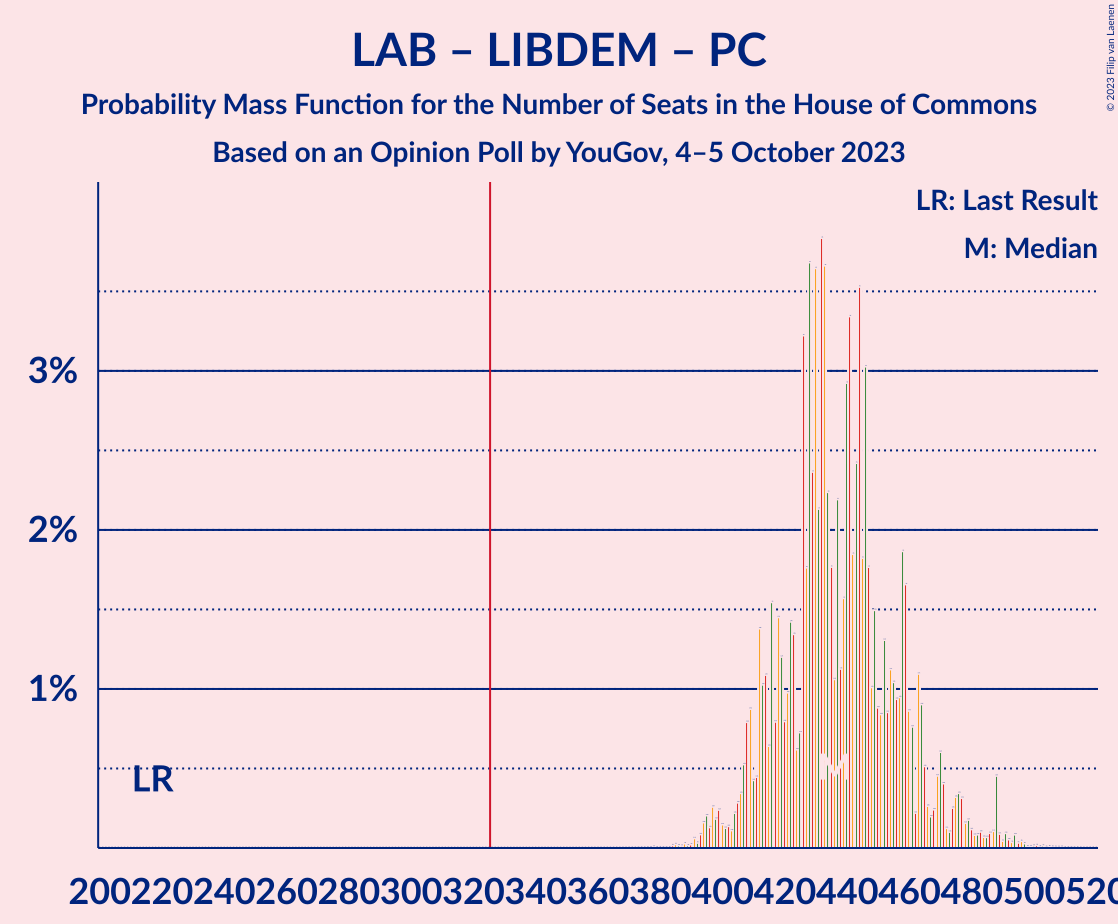 LAB – LIBDEM – PC
Probability Mass Function for the Number of Seats in the House of Commons
Based on an Opinion Poll by YouGov, 4–5 October 2023
© 2023 Filip van Laenen
LR: Last Result
M: Median
3%
2%
1%
LR
M
200220240260280300320340360380400420440460480500520